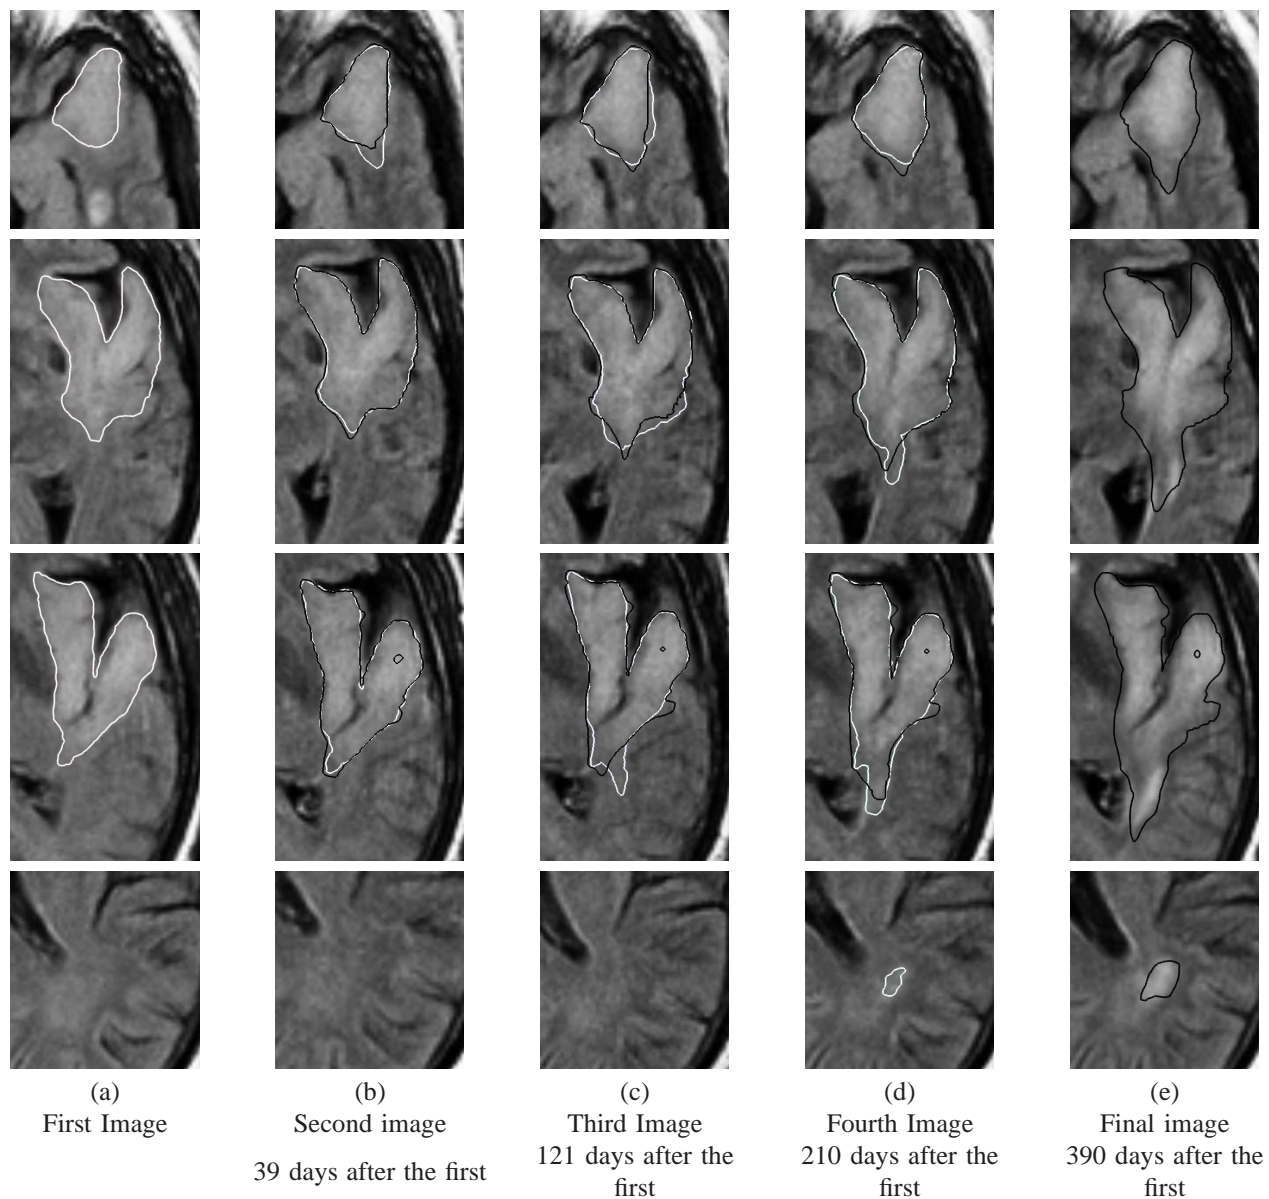 (a)
First Image
(b)
Second image
39 days after the first
(c)
Third Image
121 days after the
first
(d)
Fourth Image
210 days after the
first
(e)
Final image
390 days after the
first